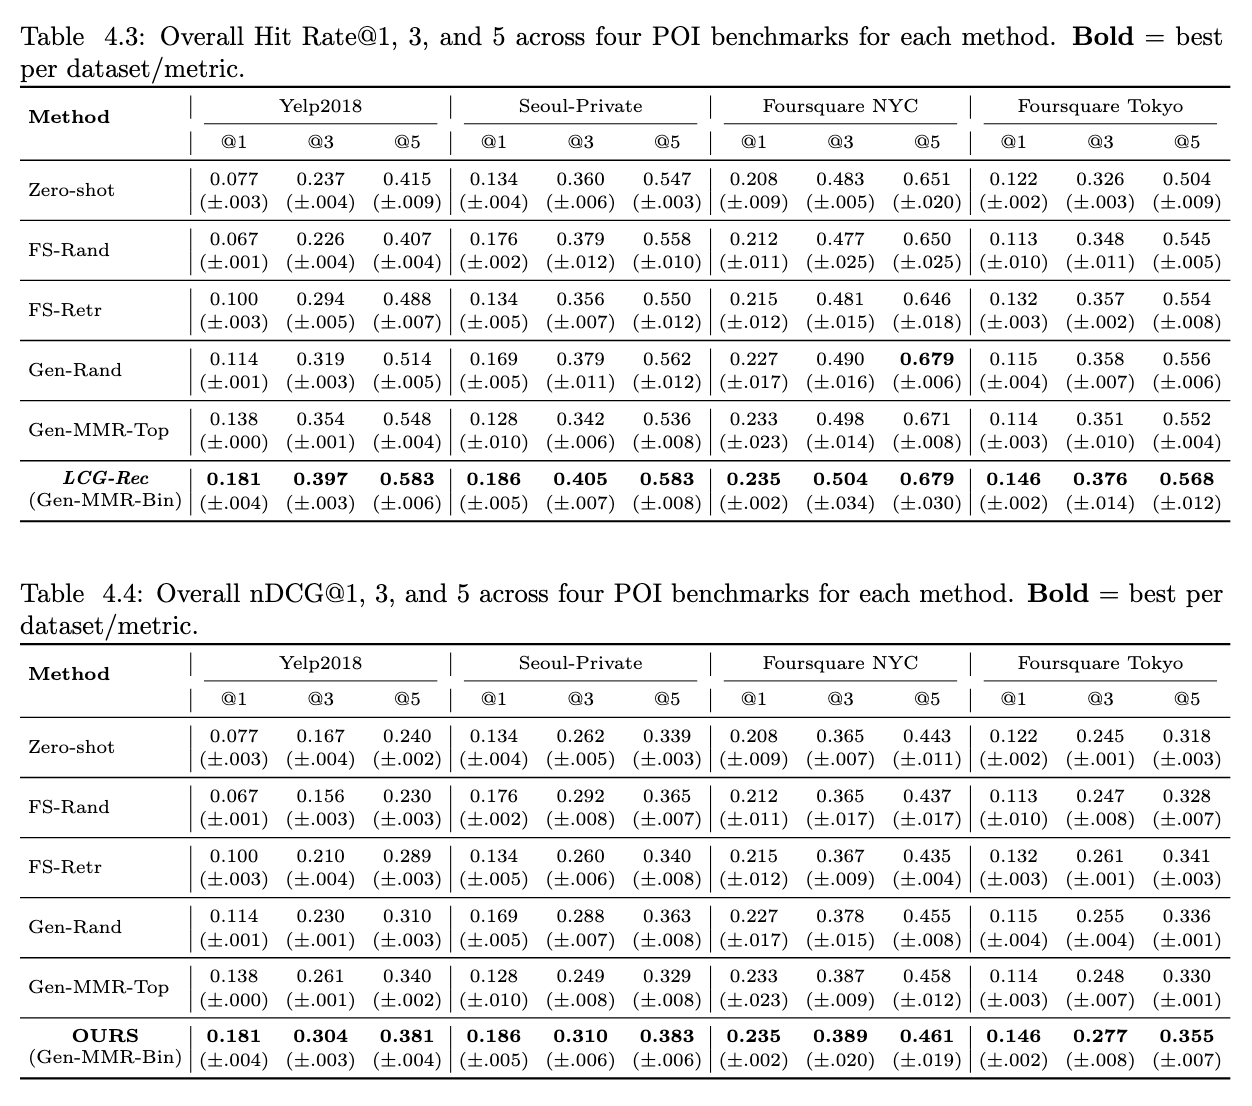 Table 4.3: Overall Hit Rate@1, 3, and 5 across four POI benchmarks for each method. Bold = best
per dataset/metric.
Method Yelp2018 Seoul-Private Foursquare NYC Foursquare Tokyo
@1 @3 @5 @1 @3 @5 @1 @3 @5 @1 @3 @5
Zero-shot 0.077 0.237 0.415 0.134 0.360 0.547 0.208 0.483 0.651 0.122 0.326 0.504
(±.003) (±.004) (±.009) (±.004) (±.006) (±.003) (±.009) (±.005) (±.020) (±.002) (±.003) (±.009)
FS-Rand 0.067 0.226 0.407 0.176 0.379 0.558 0.212 0.477 0.650 0.113 0.348 0.545
(±.001) (±.004) (±.004) (±.002) (±.012) (±.010) (±.011) (±.025) (±.025) (±.010) (±.011) (±.005)
FS-Retr 0.100 0.294 0.488 0.134 0.356 0.550 0.215 0.481 0.646 0.132 0.357 0.554
(±.003) (±.005) (±.007) (±.005) (±.007) (±.012) (±.012) (±.015) (±.018) (±.003) (±.002) (±.008)
Gen-Rand 0.114 0.319 0.514 0.169 0.379 0.562 0.227 0.490 0.679 0.115 0.358 0.556
(±.001) (±.003) (±.005) (±.005) (±.011) (±.012) (±.017) (±.016) (±.006) (±.004) (±.007) (±.006)
Gen-MMR-Top 0.138 0.354 0.548 0.128 0.342 0.536 0.233 0.498 0.671 0.114 0.351 0.552
(±.000) (±.001) (±.004) (±.010) (±.006) (±.008) (±.023) (±.014) (±.008) (±.003) (±.010) (±.004)
LCG-Rec 0.181 0.397 0.583 0.186 0.405 0.583 0.235 0.504 0.679 0.146 0.376 0.568
(Gen-MMR-Bin) (±.004) (±.003) (±.006) (±.005) (±.007) (±.008) (±.002) (±.034) (±.030) (±.002) (±.014) (±.012)
Table 4.4: Overall nDCG@1, 3, and 5 across four POI benchmarks for each method. Bold = best per
dataset/metric.
Method Yelp2018 Seoul-Private Foursquare NYC Foursquare Tokyo
@1 @3 @5 @1 @3 @5 @1 @3 @5 @1 @3 @5
Zero-shot 0.077 0.167 0.240 0.134 0.262 0.339 0.208 0.365 0.443 0.122 0.245 0.318
(±.003) (±.004) (±.002) (±.004) (±.005) (±.003) (±.009) (±.007) (±.011) (±.002) (±.001) (±.003)
FS-Rand 0.067 0.156 0.230 0.176 0.292 0.365 0.212 0.365 0.437 0.113 0.247 0.328
(±.001) (±.003) (±.003) (±.002) (±.008) (±.007) (±.011) (±.017) (±.017) (±.010) (±.008) (±.007)
FS-Retr 0.100 0.210 0.289 0.134 0.260 0.340 0.215 0.367 0.435 0.132 0.261 0.341
(±.003) (±.004) (±.003) (±.005) (±.006) (±.008) (±.012) (±.009) (±.004) (±.003) (±.001) (±.003)
Gen-Rand 0.114 0.230 0.310 0.169 0.288 0.363 0.227 0.378 0.455 0.115 0.255 0.336
(±.001) (±.001) (±.003) (±.005) (±.007) (±.008) (±.017) (±.015) (±.008) (±.004) (±.004) (±.001)
Gen-MMR-Top 0.138 0.261 0.340 0.128 0.249 0.329 0.233 0.387 0.458 0.114 0.248 0.330
(±.000) (±.001) (±.002) (±.010) (±.008) (±.008) (±.023) (±.009) (±.012) (±.003) (±.007) (±.001)
OURS 0.181 0.304 0.381 0.186 0.310 0.383 0.235 0.389 0.461 0.146 0.277 0.355
(Gen-MMR-Bin) (±.004) (±.003) (±.004) (±.005) (±.006) (±.006) (±.002) (±.020) (±.019) (±.002) (±.008) (±.007)